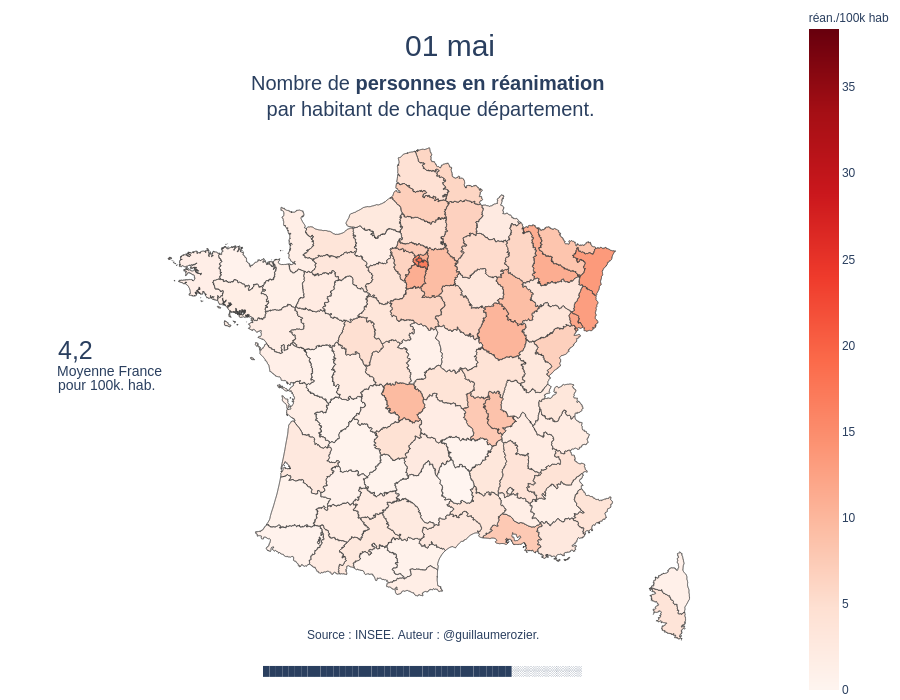 réan./100k hab
01 mai
Nombre de personnes en réanimation
par habitant de chaque département.
35
30
25
20
15
10
5
0
4,2
Moyenne France
pour 100k. hab.
Source : INSEE. Auteur : @guillaumerozier.